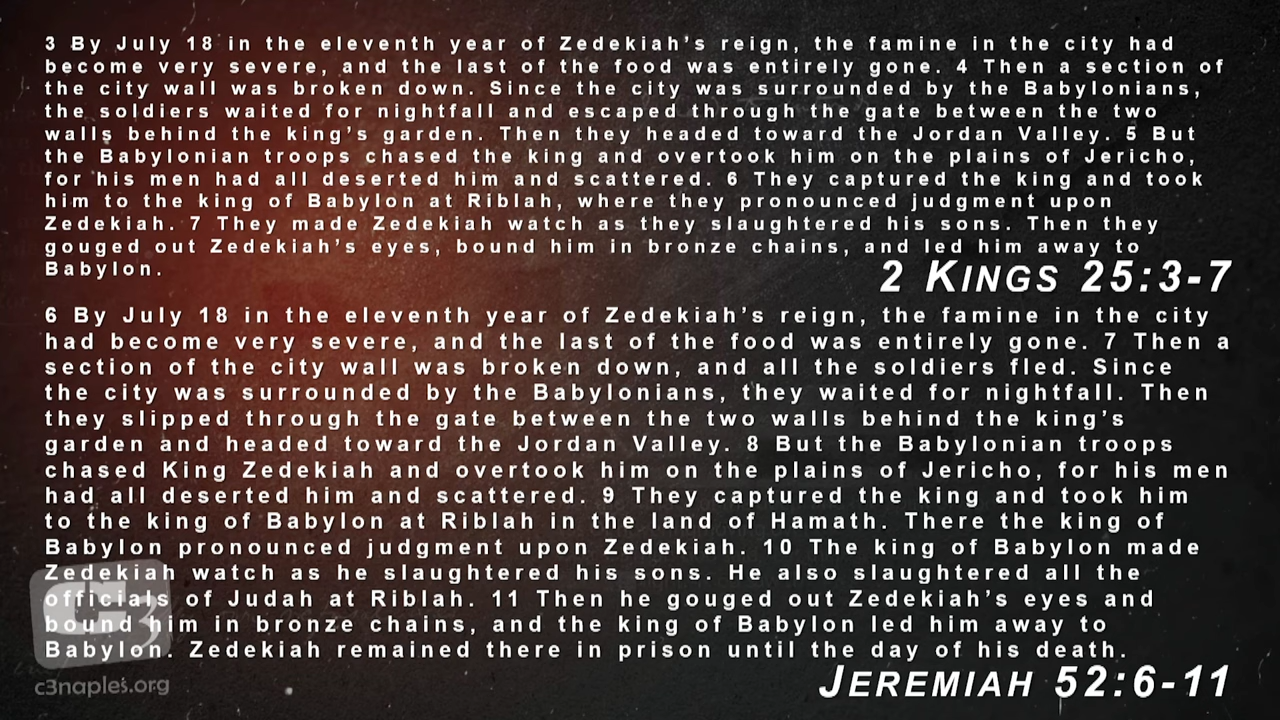 3 By July 18 in the eleventh year of Zedekiah's reign, the famine in the city had
become very severe, and the last of the food was entirely gone. 4 Then a section of
the city wall was broken down. Since the city was surrounded by the Babylonians,
the soldiers waited for nightfall and escaped through the gate between the two
walls behind the king's garden. Then they headed toward the Jordan Valley. 5 But
the Babylonian troops chased the king and overtook him on the plains of Jericho,
for his men had all deserted him and scattered. 6 They captured the king and took
him to the king of Babylon at Riblah, where they pronounced judgment upon
Zedekiah. 7 They made Zedekiah watch as they slaughtered his sons. Then they
gouged out Zedekiah's eyes, bound him in bronze chains, and led him away to
Babylon.
2 KINGS 25:3-7
6 By July 18 in the eleventh year of Zedekiah's reign, the famine in the city
had become very severe, and the last of the food was entirely gone. 7 Then a
section of the city wall was broken down, and all the soldiers fled. Since
the city was surrounded by the Babylonians, they waited for nightfall. Then
they slipped through the gate between the two walls behind the king's
garden and headed toward the Jordan Valley. 8 But the Babylonian troops
chased King Zedekiah and overtook him on the plains of Jericho, for his men
had all deserted him and scattered. 9 They captured the king and took him
to the king of Babylon at Riblah in the land of Hamath. There the king of
Babylon pronounced judgment upon Zedekiah. 10 The king of Babylon made
Zedekiah watch as he slaughtered his sons. He also slaughtered all the
officials of Judah at Riblah. 11 Then he gouged out Zedekiah's eyes and
bound him in bronze chains, and the king of Babylon led him away to
Babylon. Zedekiah remained there in prison until the day of his death.
JEREMIAH 52:6-11
C3
c3naples.org